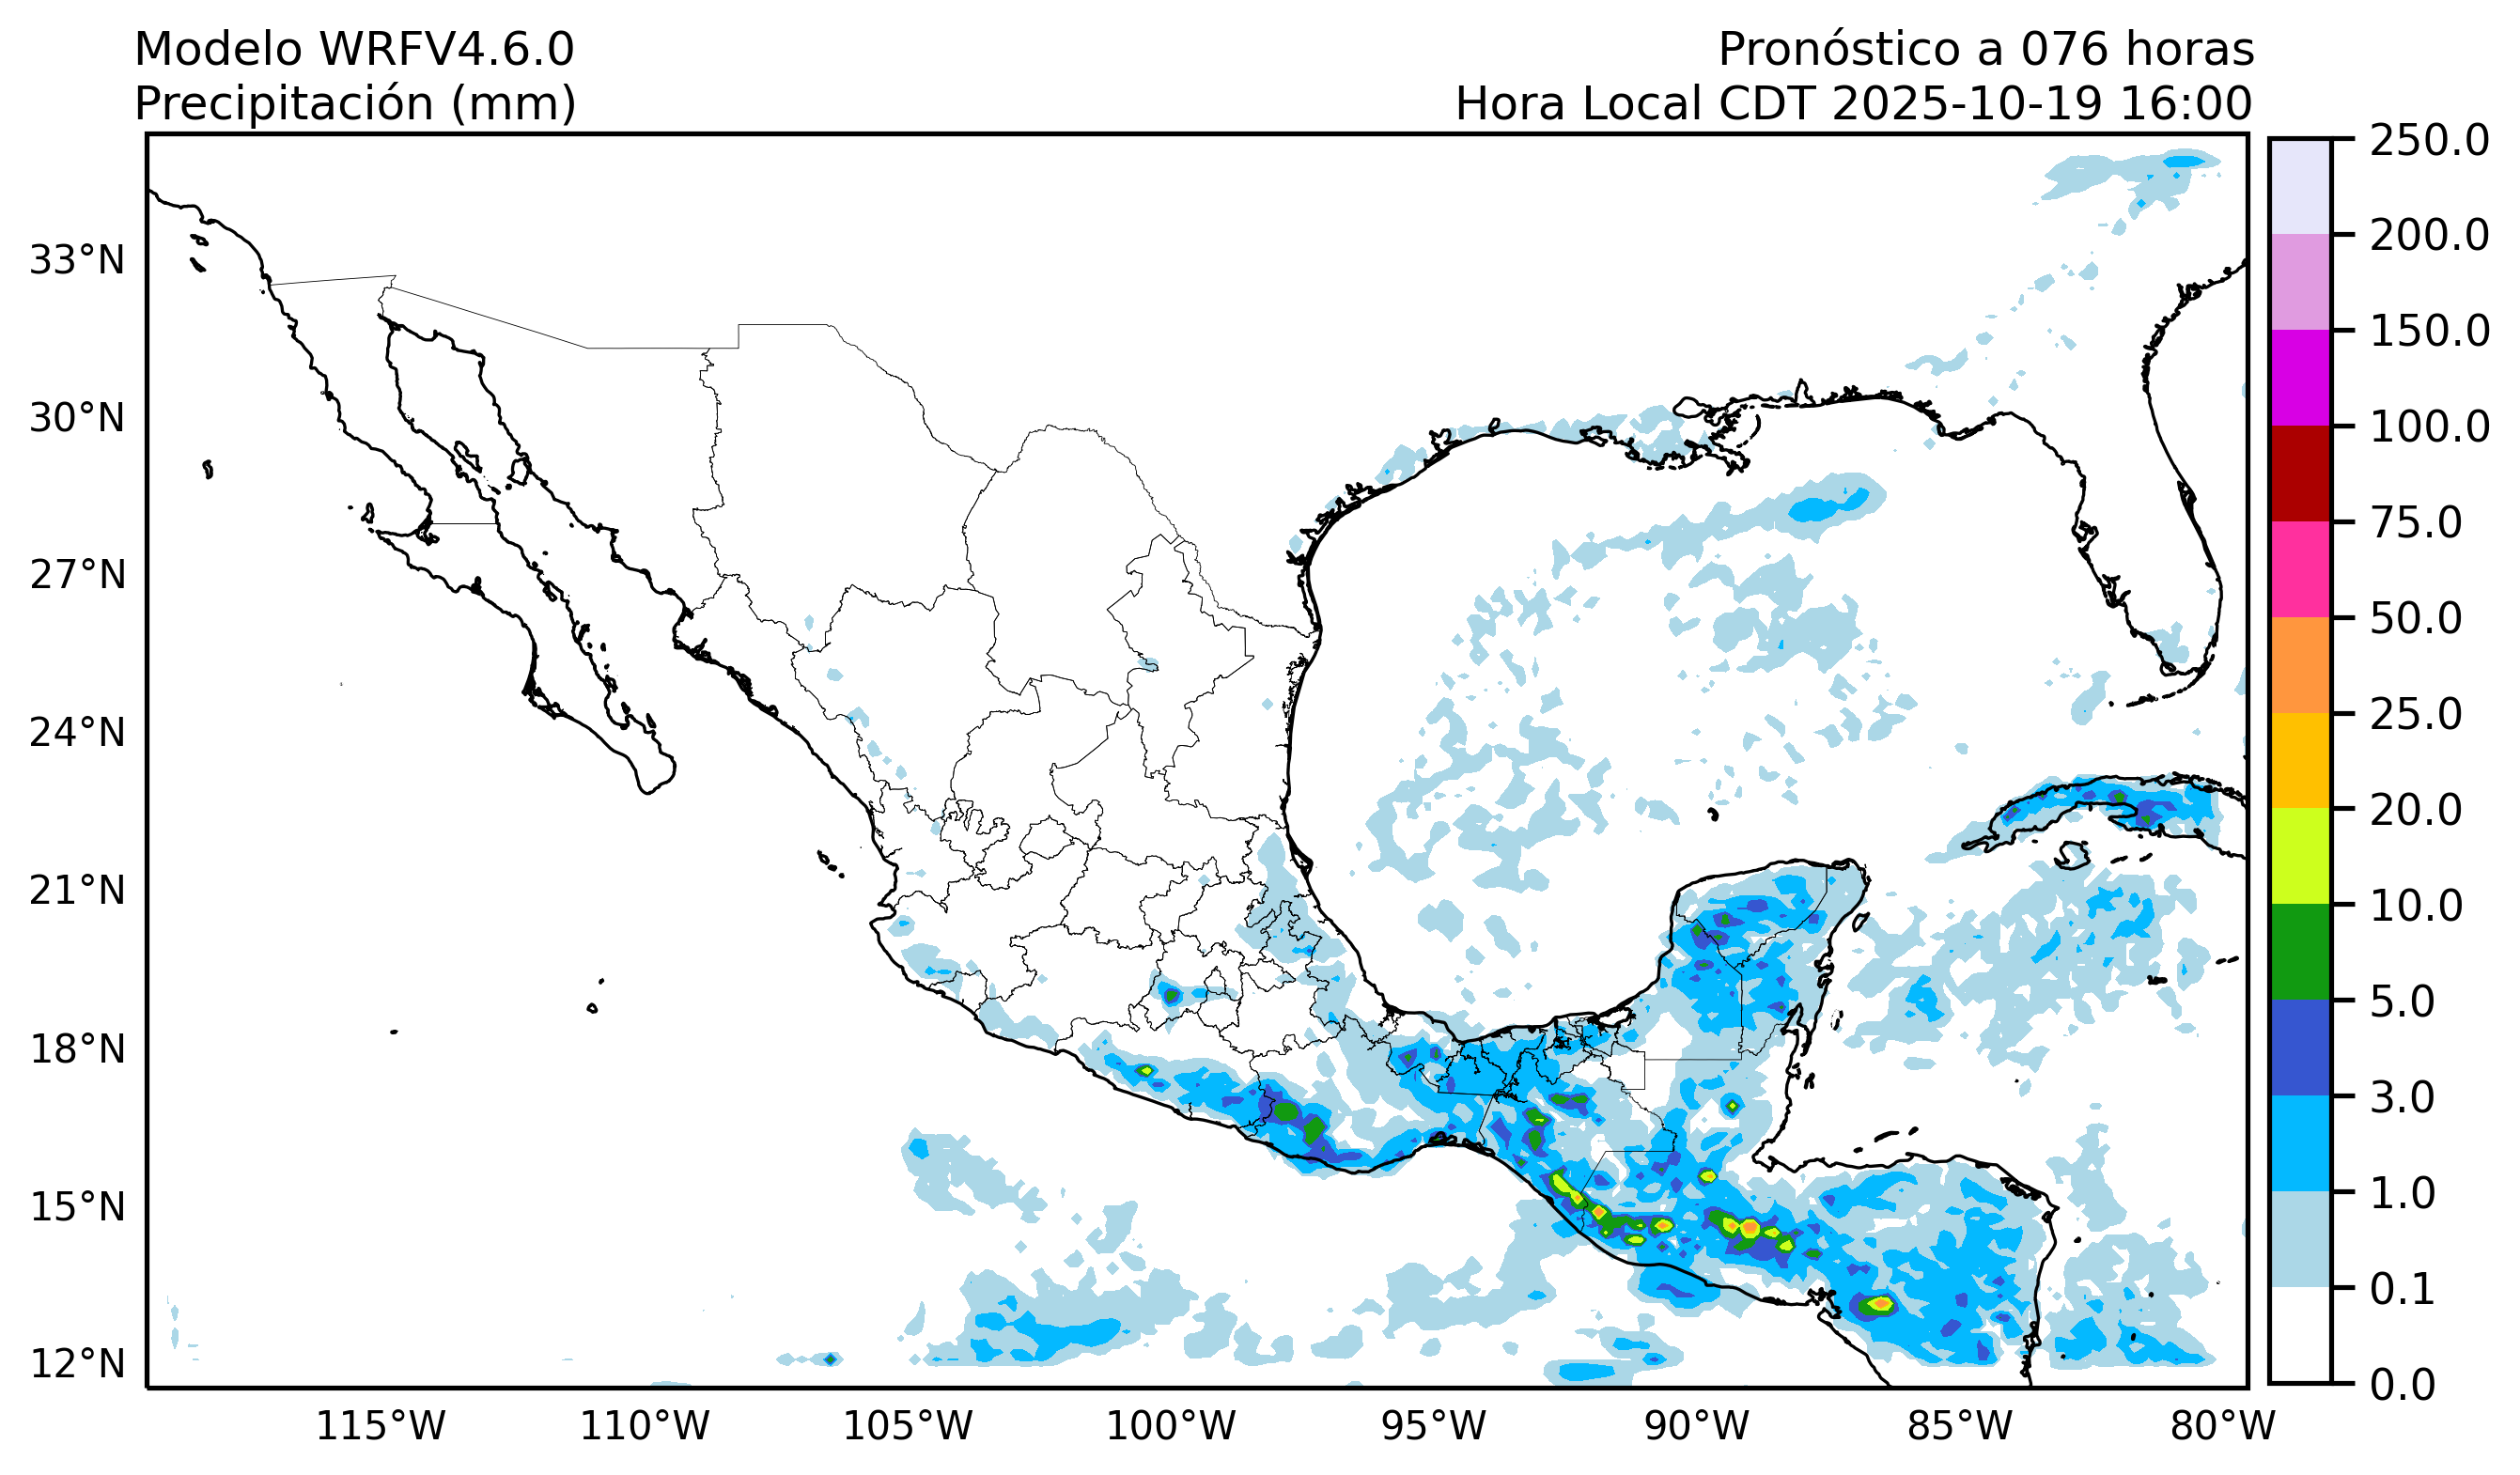 Modelo WRFV4.6.0
Precipitación (mm)
Pronóstico a 076 horas
Hora Local CDT 2025-10-19 16:00
33°N
30°N
27°N
24°N
21°N
18°N
15°N
12°N
115°W
110°W
105°W
100°W
95°W
90°W
85°W
80°W
250.0
200.0
150.0
100.0
75.0
50.0
25.0
20.0
10.0
5.0
3.0
1.0
0.1
0.0